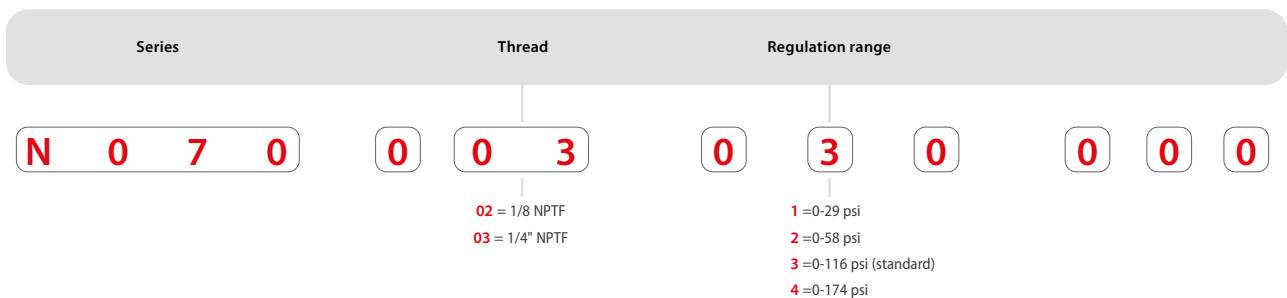 Series Thread Regulation range
N 0 7 0 0 0 3 0 3 0 0 0 0
02 = 1/8 NPTF 1 =0-29 psi
03 = 1/4" NPTF 2 =0-58 psi
3 =0-116 psi (standard)
4 =0-174 psi